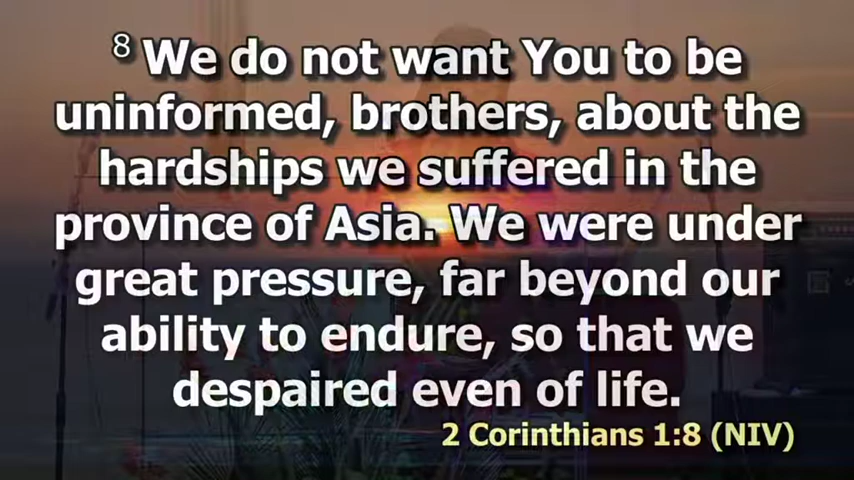 8 We do not want You to be
uninformed, brothers, about the
hardships we suffered in the
province of Asia. We were under
great pressure, far beyond our
ability to endure, so that we
despaired even of life.
2 Corinthians 1:8 (NIV)